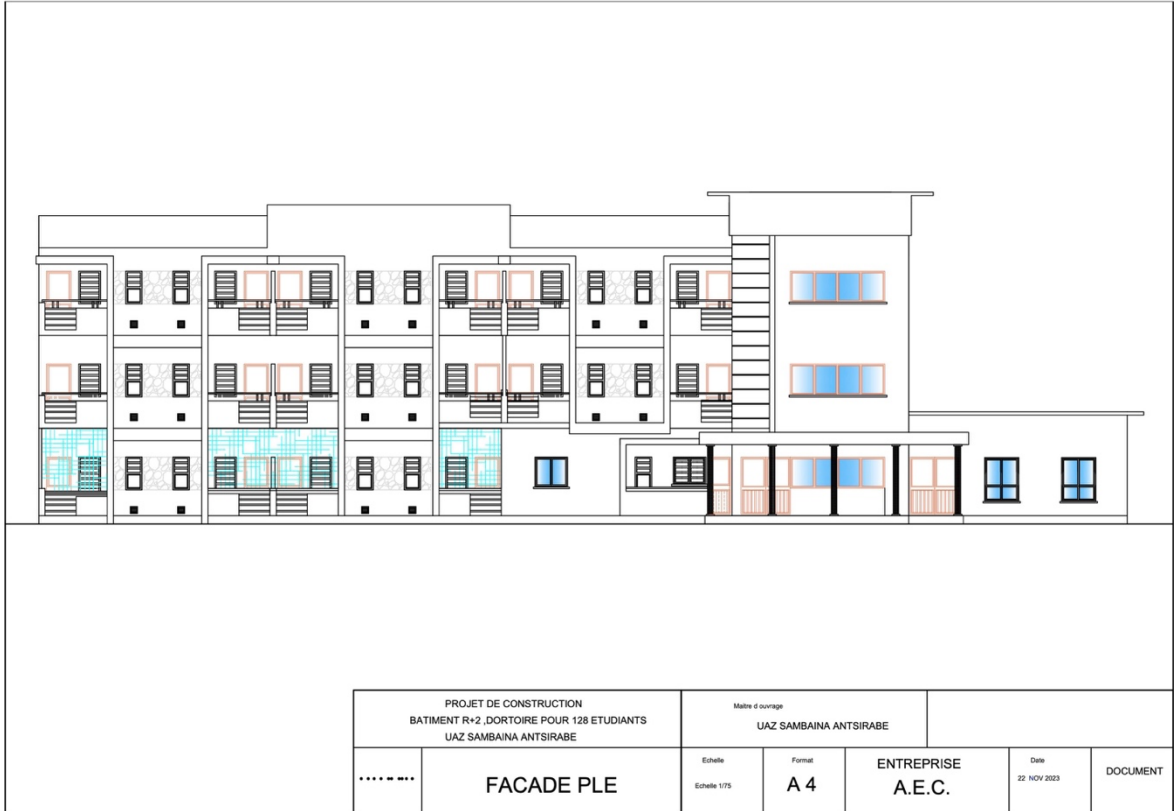 PROJET DE CONSTRUCTION
BATIMENT R+2 ,DORTOIRE POUR 128 ETUDIANTS
UAZ SAMBAINA ANTSIRABE
Maitre d ouvrage
UAZ SAMBAINA ANTSIRABE
FACADE PLE
Echelle
Echelle 1/75
Format
A 4
ENTREPRISE
A.E.C.
Date
22 NOV 2023
DOCUMENT